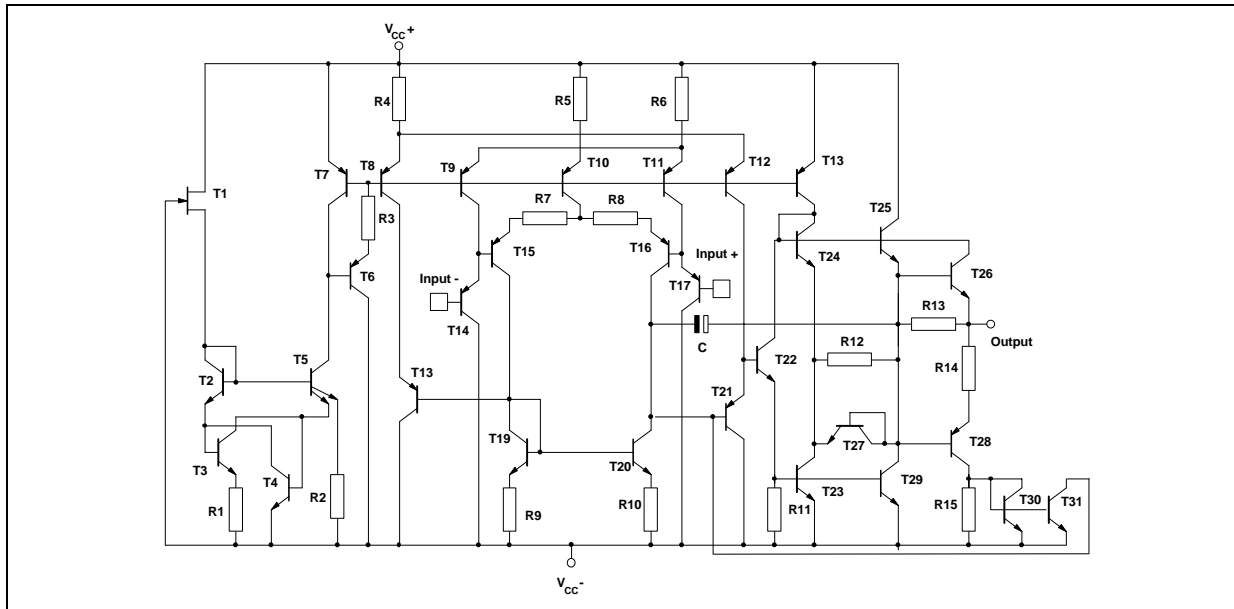 VCC+
R4
R5
R6
T7
T8
T9
T10
T11
T12
T13
T1
R3
R7
R8
T25
T15
T16
Input +
T24
T26
T6
Input -
T17
T14
R13
C
Output
R12
T22
R14
T5
T2
T13
T21
T19
T27
T28
T3
T20
T4
T23
T29
R1
R2
R9
R10
R11
R15
T30
T31
VCC-